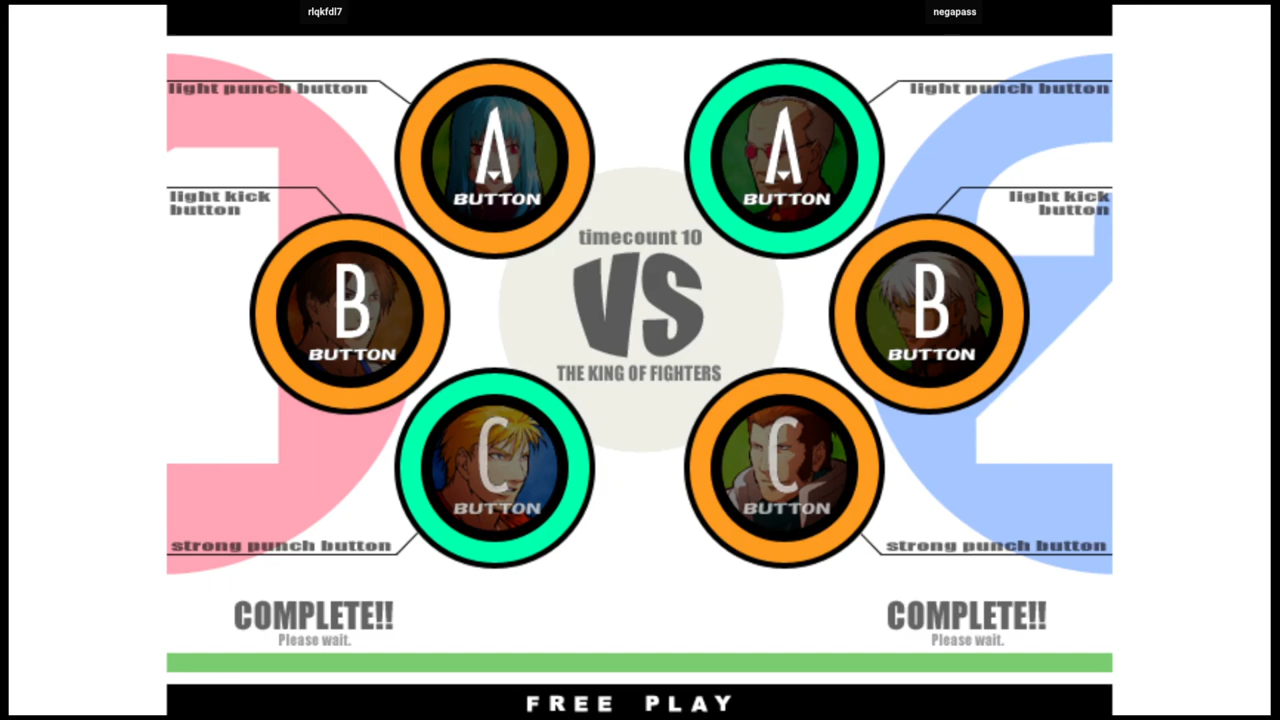 rlqkfdl7
negapass
light punch button
light punch button
A
BUTTON
A
BUTTON
light kick
button
light kick
button
timecount 10
VS
THE KING OF FIGHTERS
B
BUTTON
B
BUTTON
C
BUTTON
C
BUTTON
strong punch button
strong punch button
COMPLETE!!
Please wait.
COMPLETE!!
Please wait.
FREE PLAY